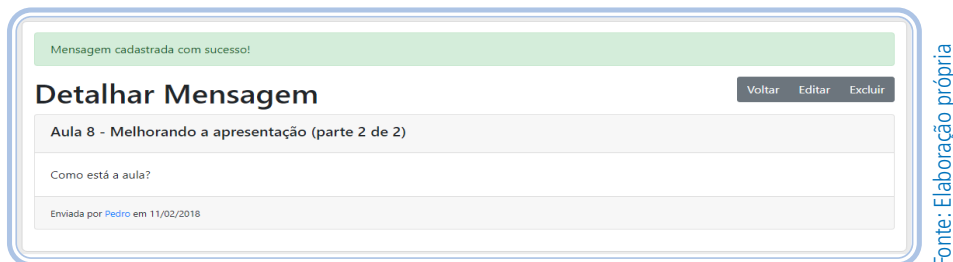 Mensagem cadastrada com sucesso!
Detalhar Mensagem
Voltar Editar Excluir
Aula 8 - Melhorando a apresentação (parte 2 de 2)
Como está a aula?
Enviada por Pedro em 11/02/2018
Fonte: Elaboração própria